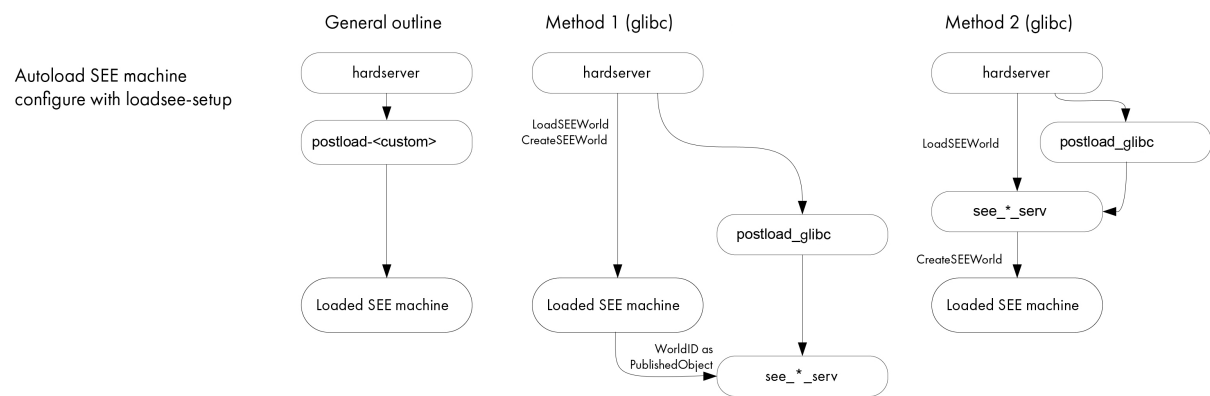 General outline
Method 1 (glibc)
Method 2 (glibc)
Autoload SEE machine
configure with loadsee-setup
hardserver
postload-<custom>
Loaded SEE machine
hardserver
LoadSEEWorld
CreateSEEWorld
postload_glibc
Loaded SEE machine
WorldID as
PublishedObject
see_*_serv
hardserver
LoadSEEWorld
postload_glibc
see_*_serv
CreateSEEWorld
Loaded SEE machine